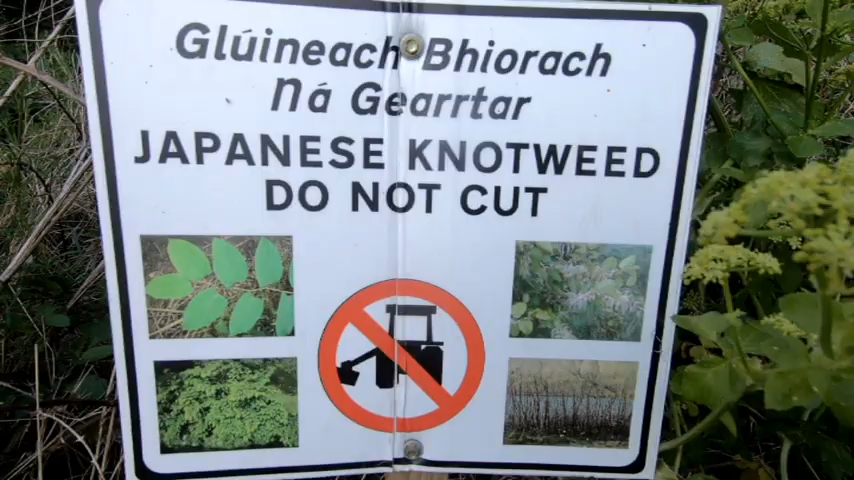 Glúineach Bhiorach
Ná Gearrtar
JAPANESE KNOTWEED
DO NOT CUT